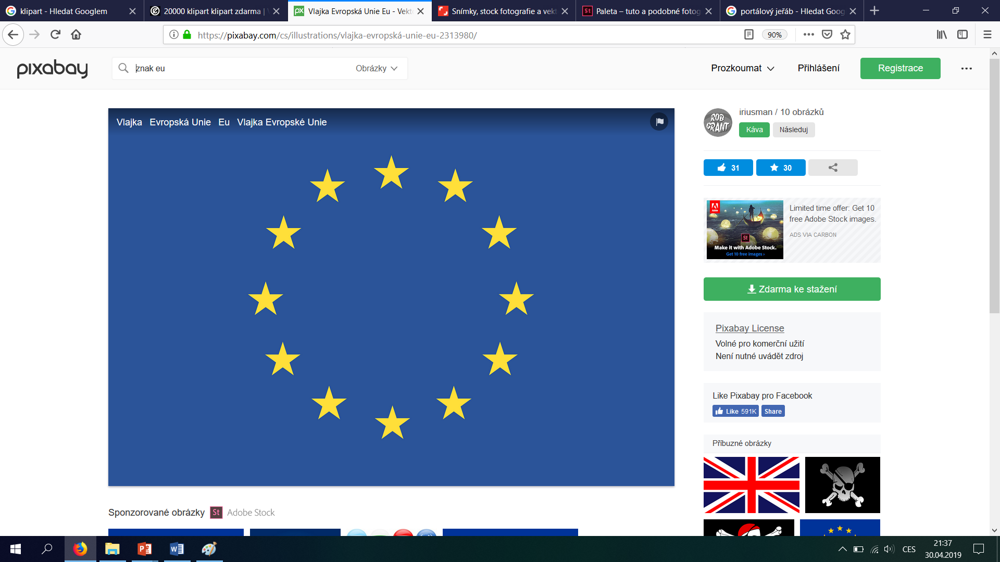 klipart - Hledat Googlem
20000 klipart klipart zdarma |
Vlajka Evropská Unie Eu - Vekt
Snímky, stock fotografie a vekt
Paleta – tuto a podobné fotog
portálový jeřáb - Hledat Goog
https://pixabay.com/cs/illustrations/vlajka-evropská-unie-eu-2313980/
90%
pixabay
znak eu
Obrázky
Prozkoumat
Přihlášení
Registrace
Vlajka Evropská Unie Eu Vlajka Evropské Unie
ROB GRANT
iriusman / 10 obrázků
Káva
Následuj
31
30
Limited time offer: Get 10
free Adobe Stock images.
ADS VIA CARBON
Adobe
St
Make it with Adobe Stock.
Get 10 free images ›
Zdarma ke stažení
Pixabay License
Volné pro komerční užití
Není nutné uvádět zdroj
Like Pixabay pro Facebook
Like 591K
Share
Příbuzné obrázky
Sponzorované obrázky St Adobe Stock
CES
21:37
30.04.2019